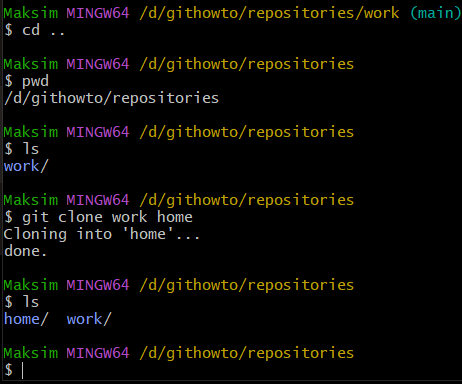 Maksim MINGW64 /d/githowto/repositories/work (main)
$ cd ..
Maksim MINGW64 /d/githowto/repositories
$ pwd
/d/githowto/repositories
Maksim MINGW64 /d/githowto/repositories
$ ls
work/
Maksim MINGW64 /d/githowto/repositories
$ git clone work home
Cloning into 'home'...
done.
Maksim MINGW64 /d/githowto/repositories
$ ls
home/  work/
Maksim MINGW64 /d/githowto/repositories
$